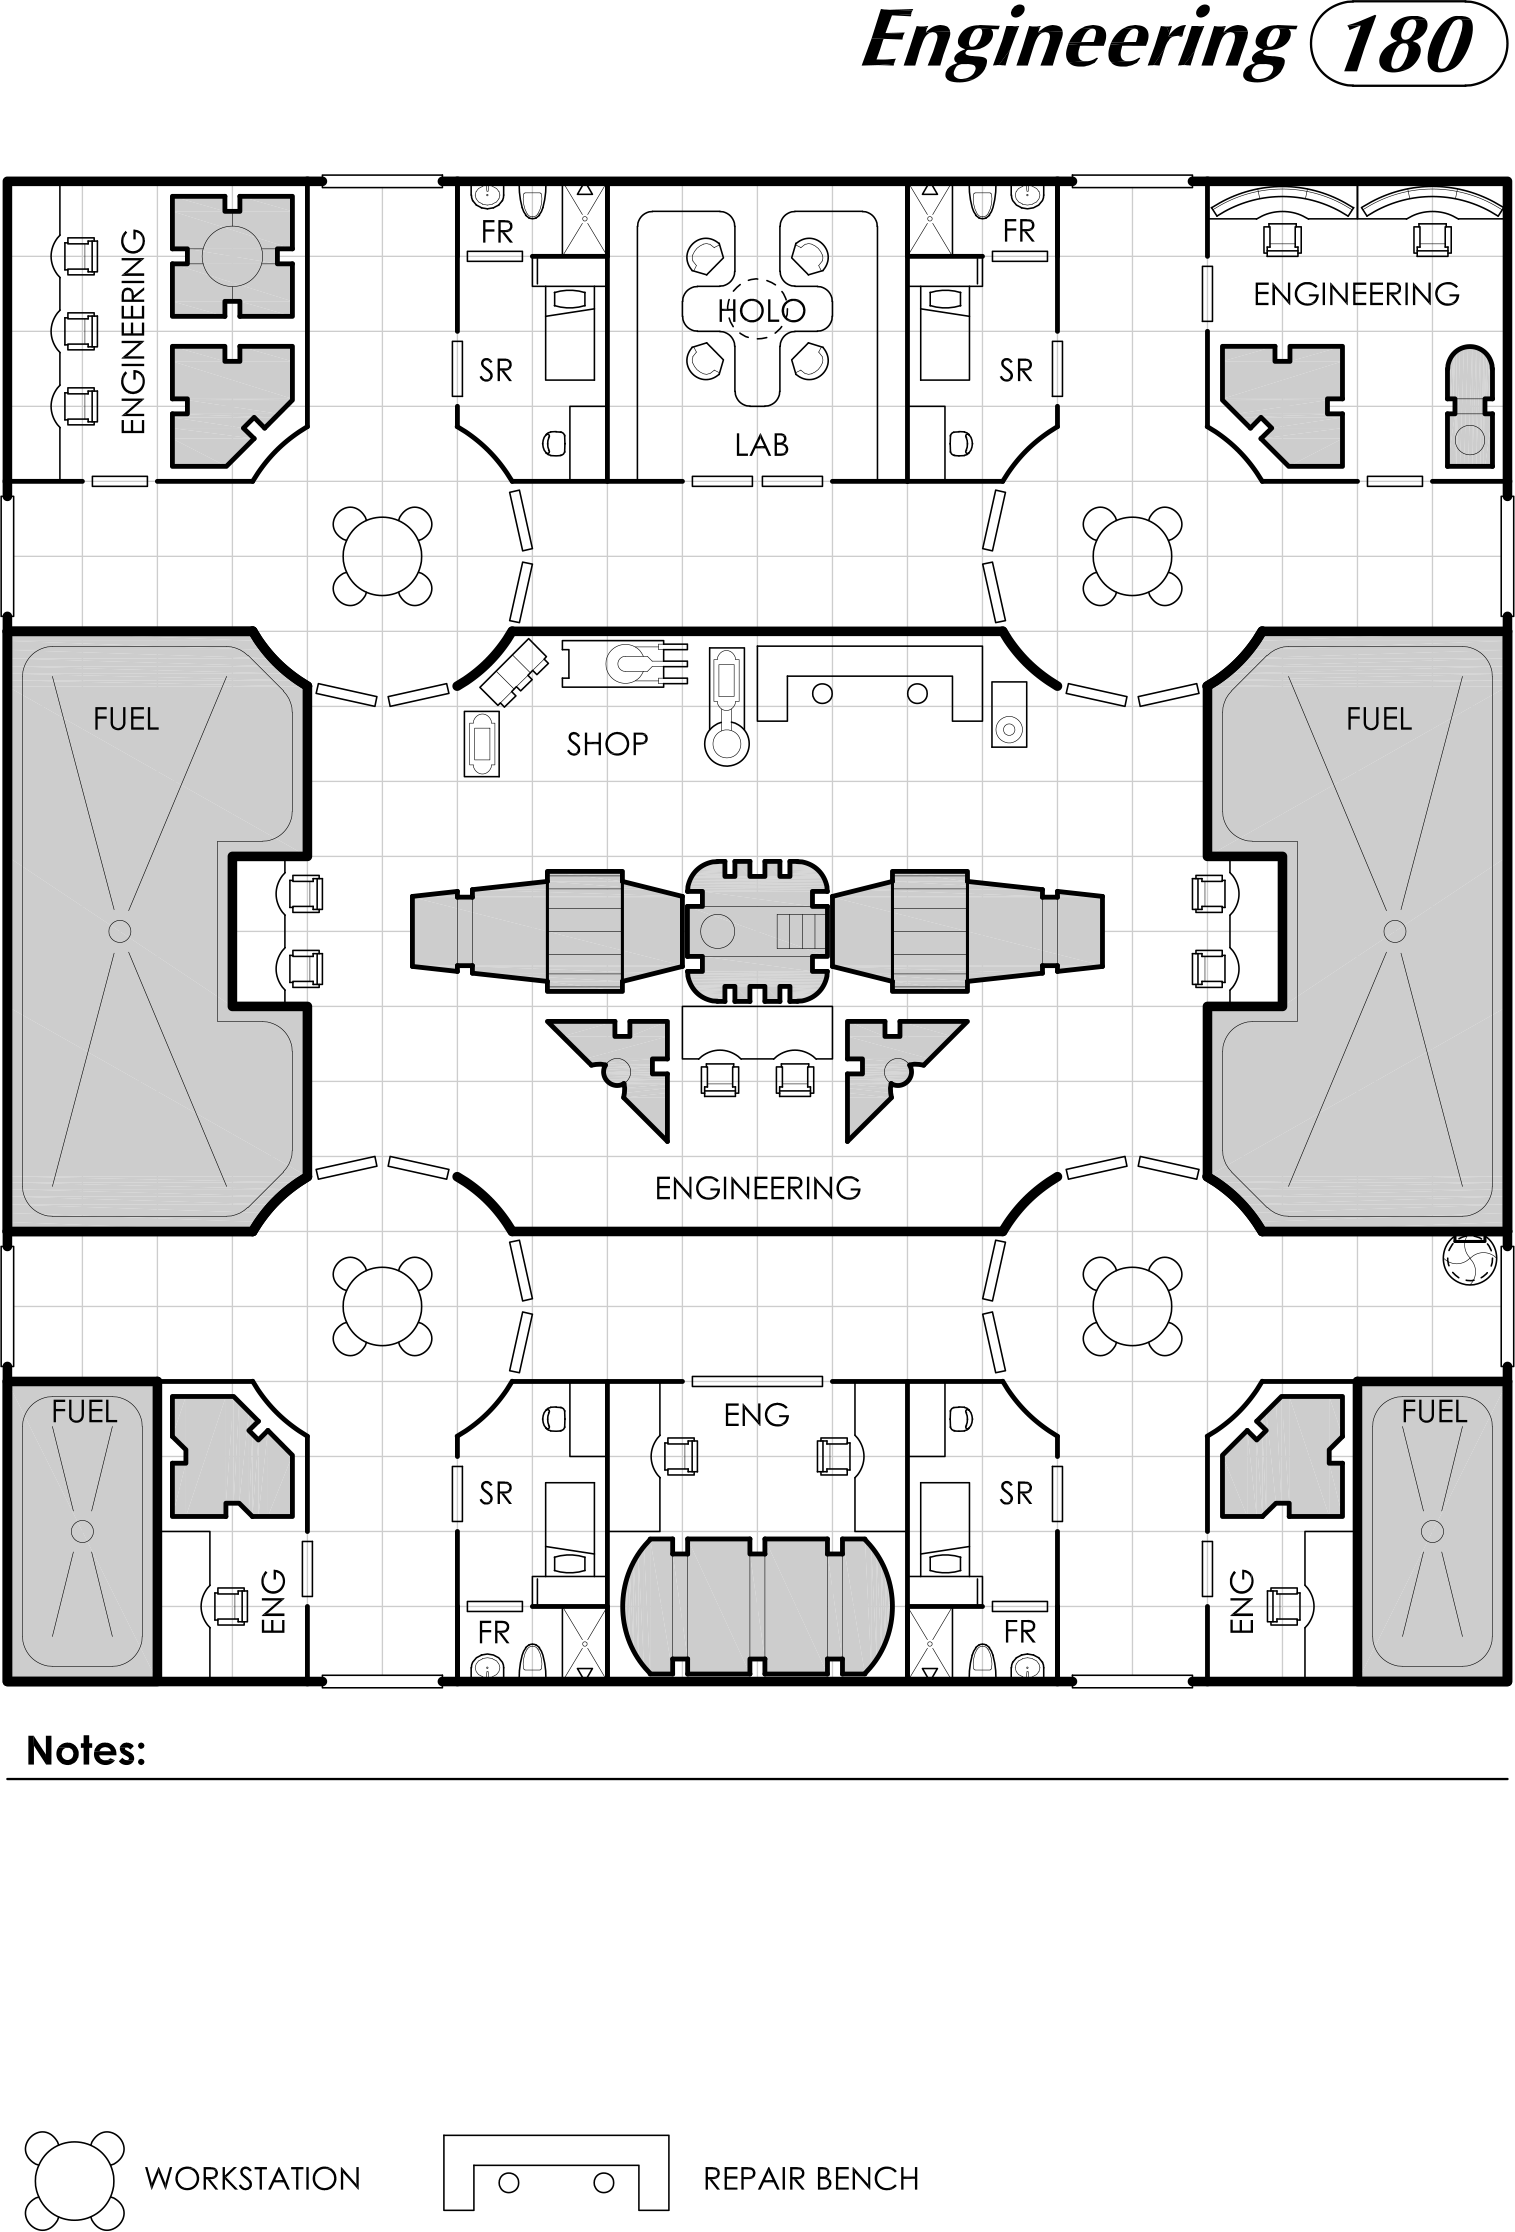 Engineering 180
FR
FR
ENGINEERING
ENGINEERING
HOLO
SR
SR
LAB
FUEL
FUEL
SHOP
ENGINEERING
FUEL
ENG
FUEL
SR
SR
ENG
ENG
FR
FR
Notes:
WORKSTATION
REPAIR BENCH